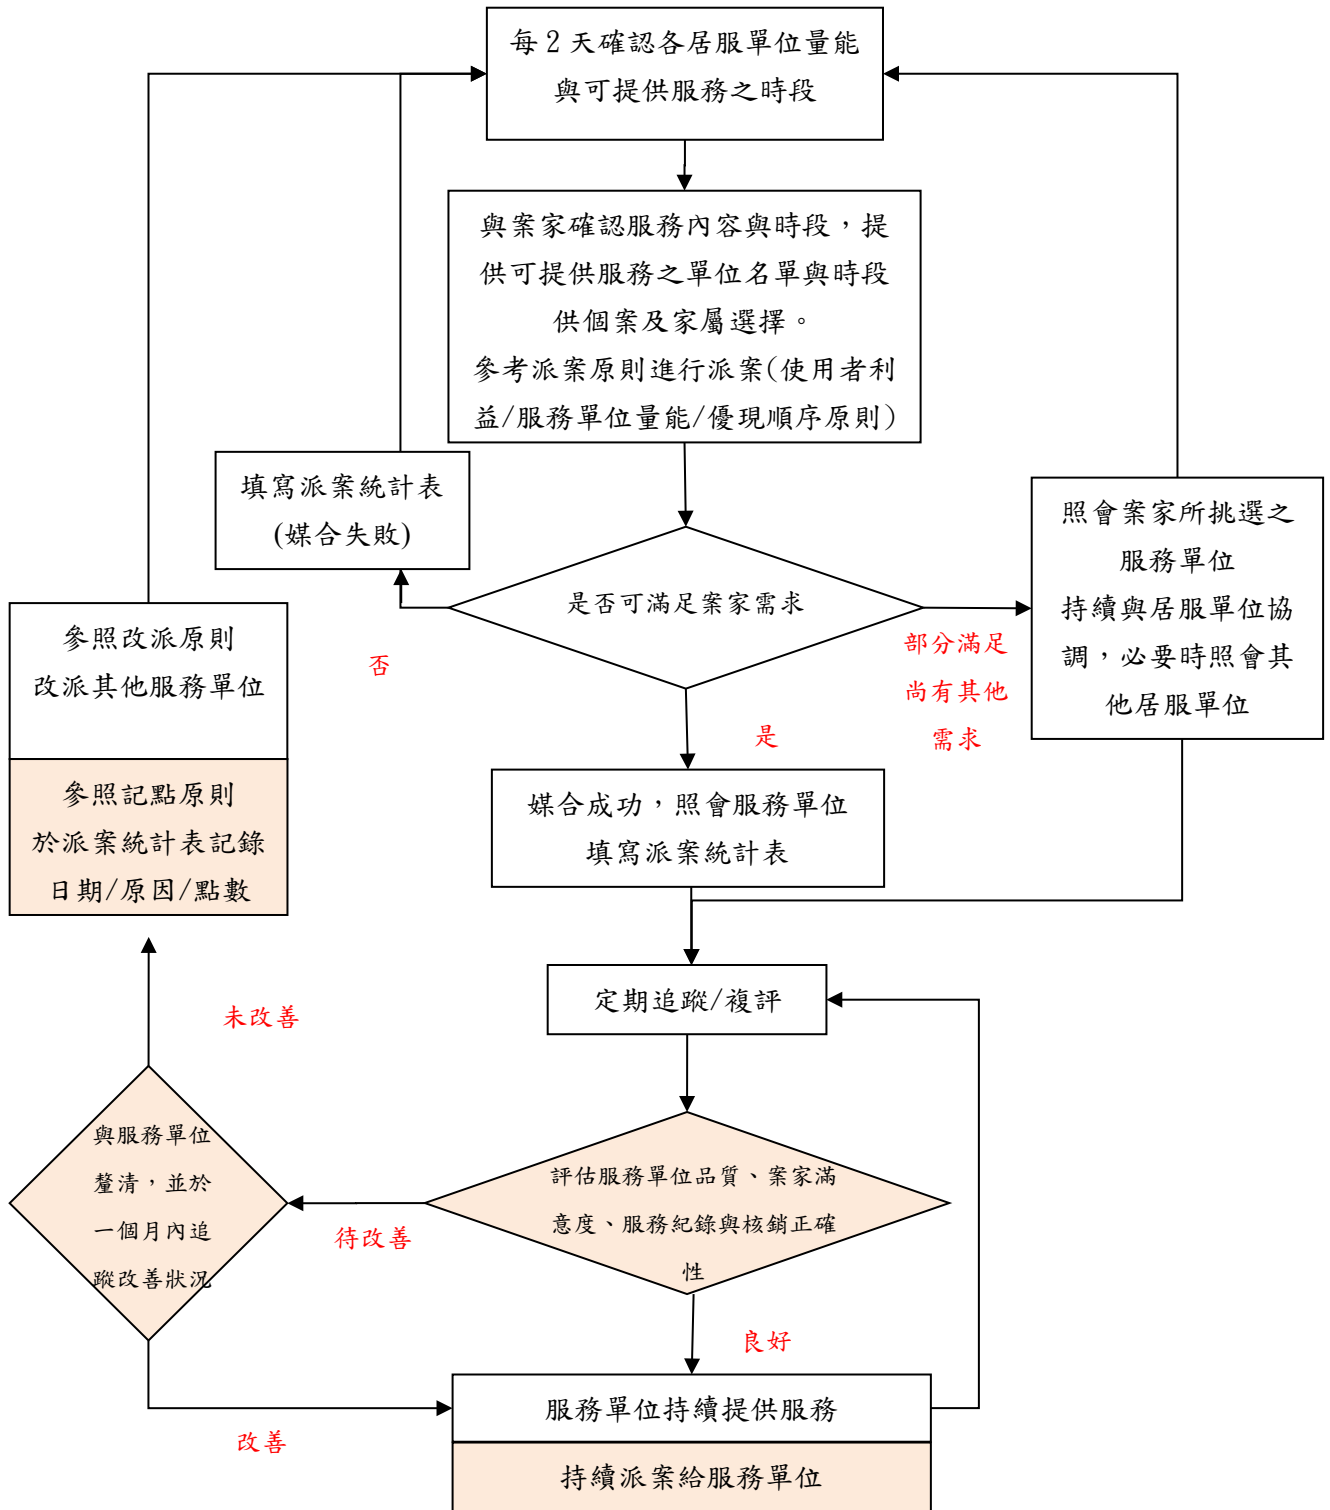 每2天確認各居服單位量能
與可提供服務之時段
與案家確認服務內容與時段，提
供可提供服務之單位名單與時段
供個案及家屬選擇。
參考派案原則進行派案(使用者利
益/服務單位量能/優現順序原則)
填寫派案統計表
(媒合失敗)
是否可滿足案家需求
照會案家所挑選之
服務單位
持續與居服單位協
調，必要時照會其
他居服單位
否
部分滿足
尚有其他
需求
是
參照改派原則
改派其他服務單位
參照記點原則
於派案統計表記錄
日期/原因/點數
媒合成功，照會服務單位
填寫派案統計表
定期追蹤/複評
未改善
與服務單位
釐清，並於
一個月內追
蹤改善狀況
待改善
評估服務單位品質、案家滿
意度、服務紀錄與核銷正確
性
良好
改善
服務單位持續提供服務
持續派案給服務單位